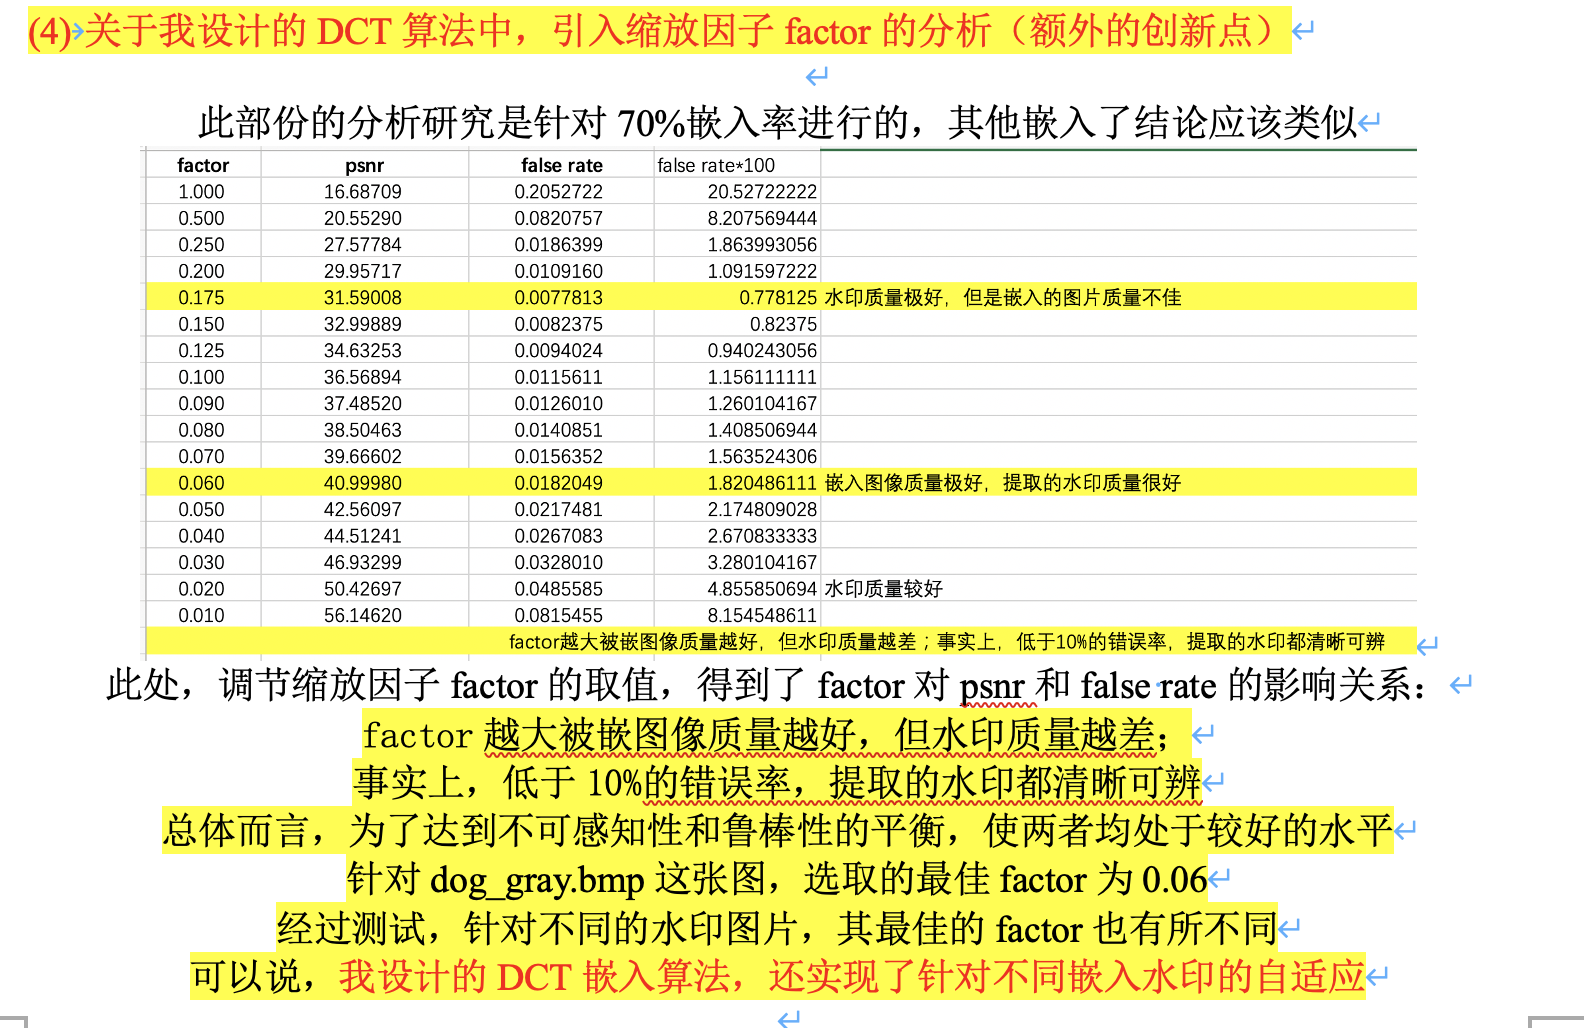 (4)关于我设计的 DCT 算法中，引入缩放因子 factor 的分析（额外的创新点）
此部份的分析研究是针对 70%嵌入率进行的，其他嵌入了结论应该类似
factor psnr false rate false rate*100
1.000 16.68709 0.2052722 20.52722222
0.500 20.55290 0.0820757 8.207569444
0.250 27.57784 0.0186399 1.863993056
0.200 29.95717 0.0109160 1.091597222
0.175 31.59008 0.0077813 0.778125 水印质量极好，但是嵌入的图片质量不佳
0.150 32.99889 0.0082375 0.82375
0.125 34.63253 0.0094024 0.940243056
0.100 36.56894 0.0115611 1.156111111
0.090 37.48520 0.0126010 1.260104167
0.080 38.50463 0.0140851 1.408506944
0.070 39.66602 0.0156352 1.563524306
0.060 40.99980 0.0182049 1.820486111 嵌入图像质量极好，提取的水印质量很好
0.050 42.56097 0.0217481 2.174809028
0.040 44.51241 0.0267083 2.670833333
0.030 46.93299 0.0328010 3.280104167
0.020 50.42697 0.0485585 4.855850694 水印质量较好
0.010 56.14620 0.0815455 8.154548611
factor越大被嵌图像质量越好，但水印质量越差；事实上，低于10%的错误率，提取的水印都清晰可辨
此处，调节缩放因子 factor 的取值，得到了 factor 对 psnr 和 false rate 的影响关系：
factor 越大被嵌图像质量越好，但水印质量越差；
事实上，低于 10%的错误率，提取的水印都清晰可辨
总体而言，为了达到不可感知性和鲁棒性的平衡，使两者均处于较好的水平
针对 dog_gray.bmp 这张图，选取的最佳 factor 为 0.06
经过测试，针对不同的水印图片，其最佳的 factor 也有所不同
可以说，我设计的 DCT 嵌入算法，还实现了针对不同嵌入水印的自适应